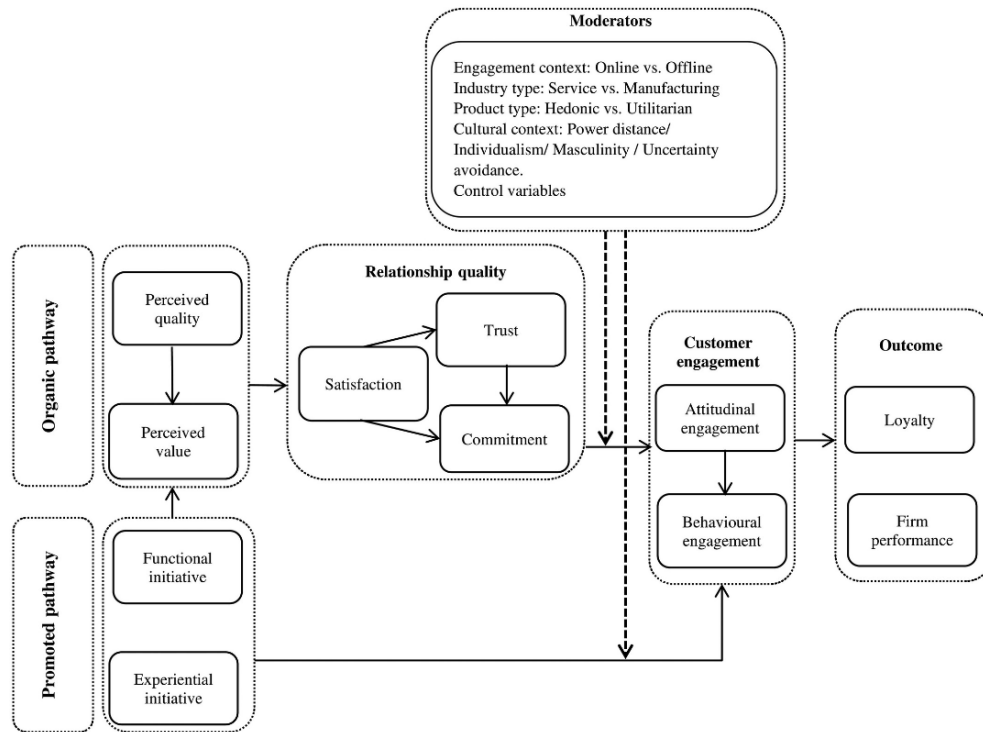 Moderators
Engagement context: Online vs. Offline
Industry type: Service vs. Manufacturing
Product type: Hedonic vs. Utilitarian
Cultural context: Power distance/
Individualism/ Masculinity / Uncertainty
avoidance.
Control variables
Organic pathway
Perceived
quality
Perceived
value
Relationship quality
Satisfaction
Trust
Commitment
Customer
engagement
Attitudinal
engagement
Behavioural
engagement
Outcome
Loyalty
Firm
performance
Promoted pathway
Functional
initiative
Experiential
initiative